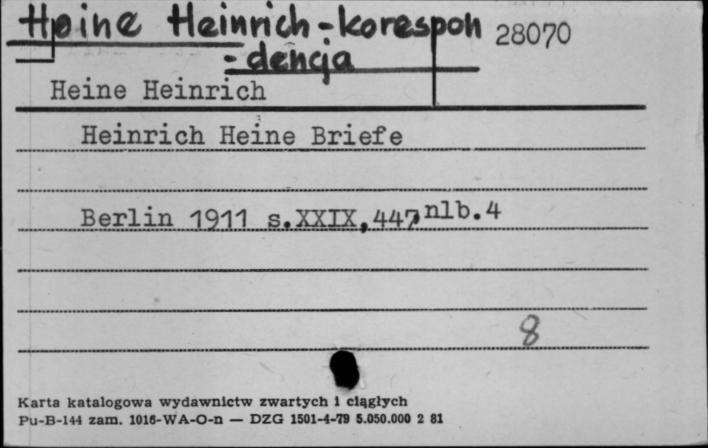 Heine Heinrich - korespon 28070
- dencja
Heine Heinrich
Heinrich Heine Briefe
Berlin 1911 s.XXIX,447,nlb.4
8
Karta katalogowa wydawnictw zwartych i ciągłych
Pu-B-144 zam. 1016-WA-O-n — DZG 1501-4-79 5.050.000 2 81